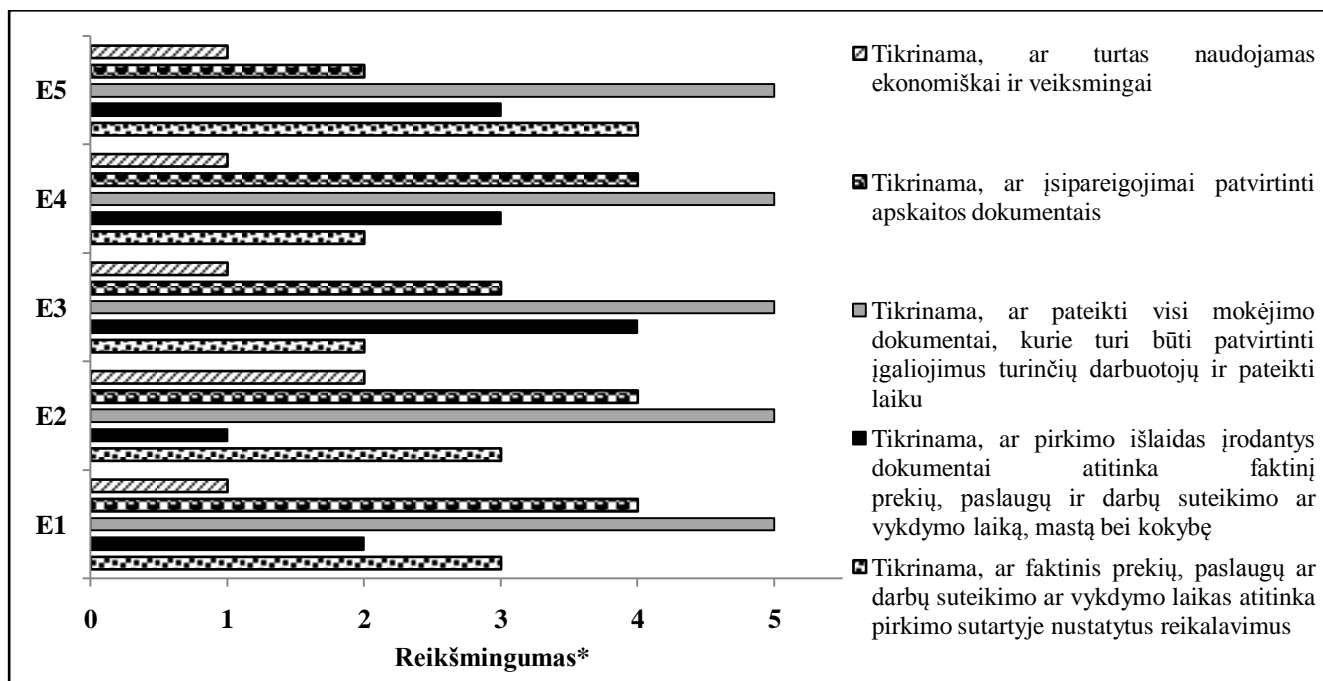 E5
E4
E3
E2
E1
0 1 2 3 4 5
Reikšmingumas*
Tikrinama, ar turtas naudojamas
ekonomiškai ir veiksmingai
Tikrinama, ar įsipareigojimai patvirtinti
apskaitos dokumentais
Tikrinama, ar pateikti visi mokėjimo
dokumentai, kurie turi būti patvirtinti
įgaliojimus turinčių darbuotojų ir pateikti
laiku
Tikrinama, ar pirkimo išlaidas įrodantys
dokumentai atitinka faktinį
prekių, paslaugų ir darbų suteikimo ar
vykdymo laiką, mastą bei kokybę
Tikrinama, ar faktinis prekių, paslaugų ar
darbų suteikimo ar vykdymo laikas atitinka
pirkimo sutartyje nustatytus reikalavimus